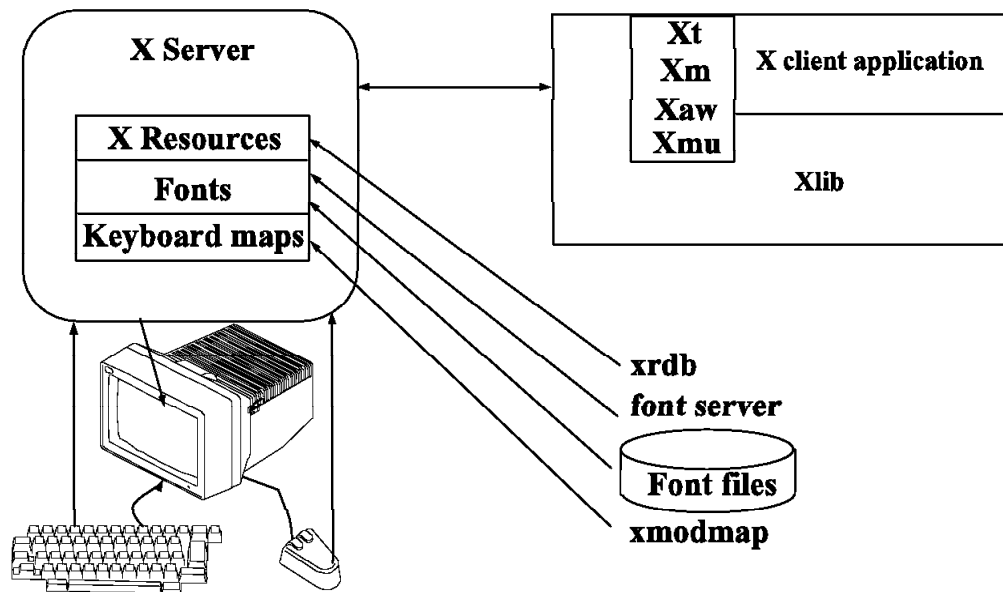 X Server
X Resources
Fonts
Keyboard maps
Xt
Xm
Xaw
Xmu
X client application
Xlib
xrdb
font server
Font files
xmodmap